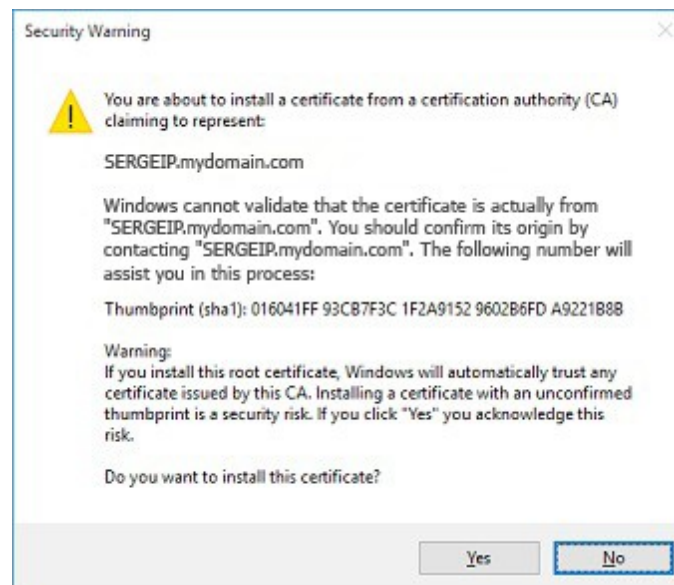 Security Warning
You are about to install a certificate from a certification authority (CA)
claiming to represent:
SERGEIP.mydomain.com
Windows cannot validate that the certificate is actually from
"SERGEIP.mydomain.com". You should confirm its origin by
contacting "SERGEIP.mydomain.com". The following number will
assist you in this process:
Thumbprint (sha1): 016041FF 93CB7F3C 1F2A9152 9602B6FD A9221B8B
Warning:
If you install this root certificate, Windows will automatically trust any
certificate issued by this CA. Installing a certificate with an unconfirmed
thumbprint is a security risk. If you click "Yes" you acknowledge this
risk.
Do you want to install this certificate?
Yes
No